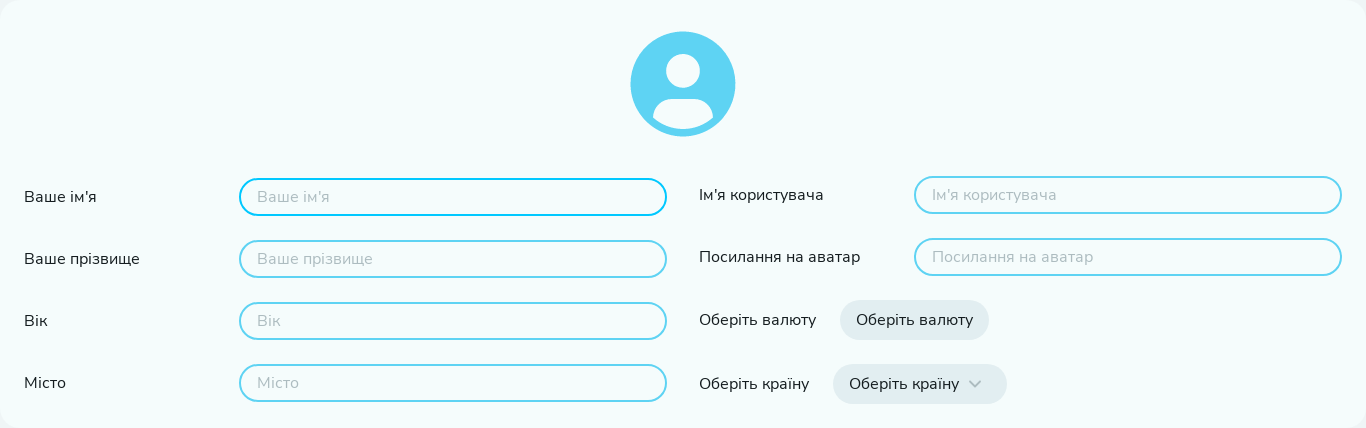 Ваше ім'я
Ваше ім'я
Ваше прізвище
Ваше прізвище
Вік
Вік
Місто
Місто
Ім'я користувача
Ім'я користувача
Посилання на аватар
Посилання на аватар
Оберіть валюту
Оберіть валюту
Оберіть країну
Оберіть країну